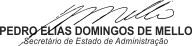 PEDRO ELIAS DOMINGOS DE MELLO
Secretário de Estado de Administração